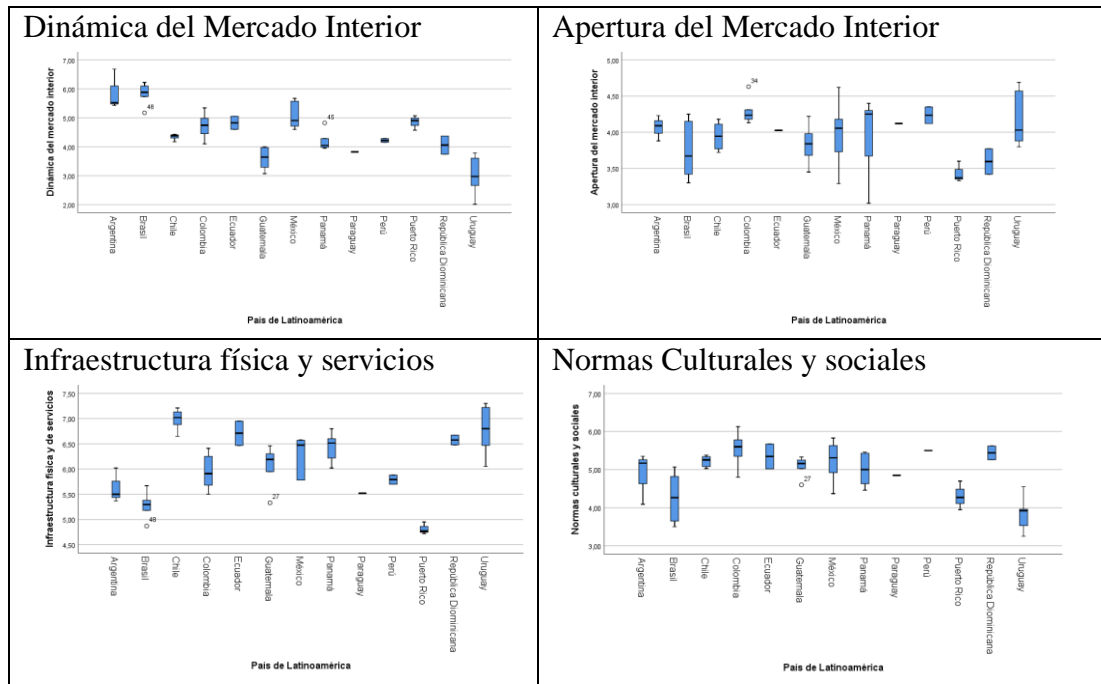 Dinámica del Mercado Interior
Dinámica del mercado interior
7,00
6,00
5,00
4,00
3,00
2,00
48
45
Argentina
Brasil
Chile
Colombia
Ecuador
Guatemala
México
Panamá
Paraguay
Perú
Puerto Rico
República Diominicana
Uruguay
País de Latinoamérica
Apertura del Mercado Interior
Apertura del mercado interior
5,00
4,50
4,00
3,50
3,00
34
Argentina
Brasil
Chile
Colombia
Ecuador
Guatemala
México
Panamá
Paraguay
Perú
Puerto Rico
República Diominicana
Uruguay
País de Latinoamérica
Infraestructura física y servicios
Infraestructura física y de servicios
7,50
7,00
6,50
6,00
5,50
5,00
4,50
48
27
Argentina
Brasil
Chile
Colombia
Ecuador
Guatemala
México
Panamá
Paraguay
Perú
Puerto Rico
República Diominicana
Uruguay
País de Latinoamérica
Normas Culturales y sociales
Normas culturales y sociales
7,00
6,00
5,00
4,00
3,00
27
Argentina
Brasil
Chile
Colombia
Ecuador
Guatemala
México
Panamá
Paraguay
Perú
Puerto Rico
República Diominicana
Uruguay
País de Latinoamérica